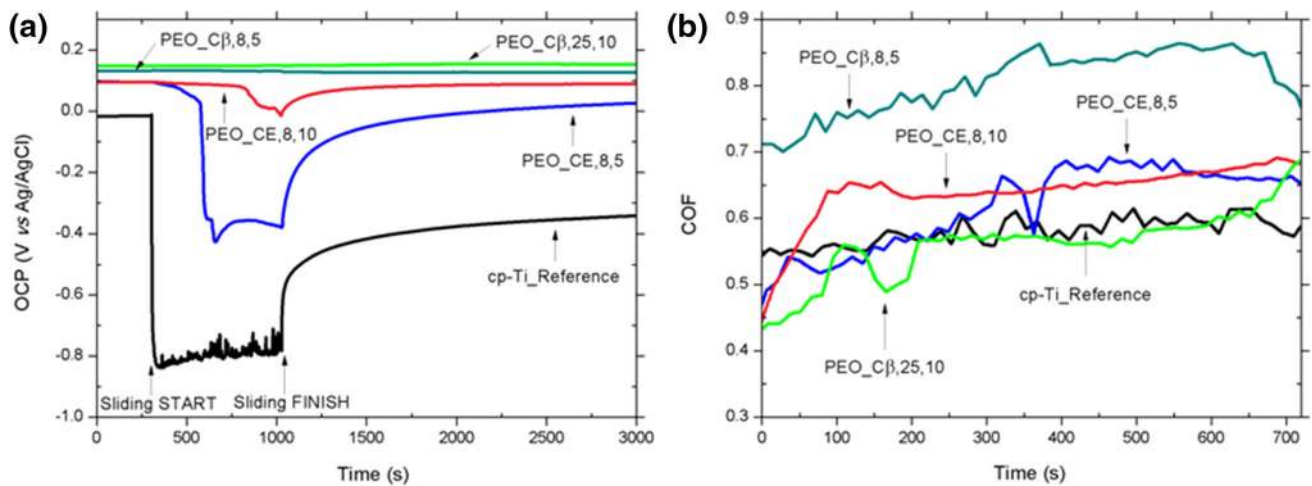 (a)
OCP (V vs Ag/AgCl)
0.2
0.0
-0.2
-0.4
-0.6
-0.8
-1.0
PEO_Cβ,8,5
PEO_Cβ,25,10
PEO_CE,8,10
PEO_CE,8,5
cp-Ti_Reference
Sliding START
Sliding FINISH
0 500 1000 1500 2000 2500 3000
Time (s)
(b)
COF
0.9
0.8
0.7
0.6
0.5
0.4
0.3
PEO_Cβ,8,5
PEO_CE,8,5
PEO_CE,8,10
cp-Ti_Reference
PEO_Cβ,25,10
0 100 200 300 400 500 600 700
Time (s)